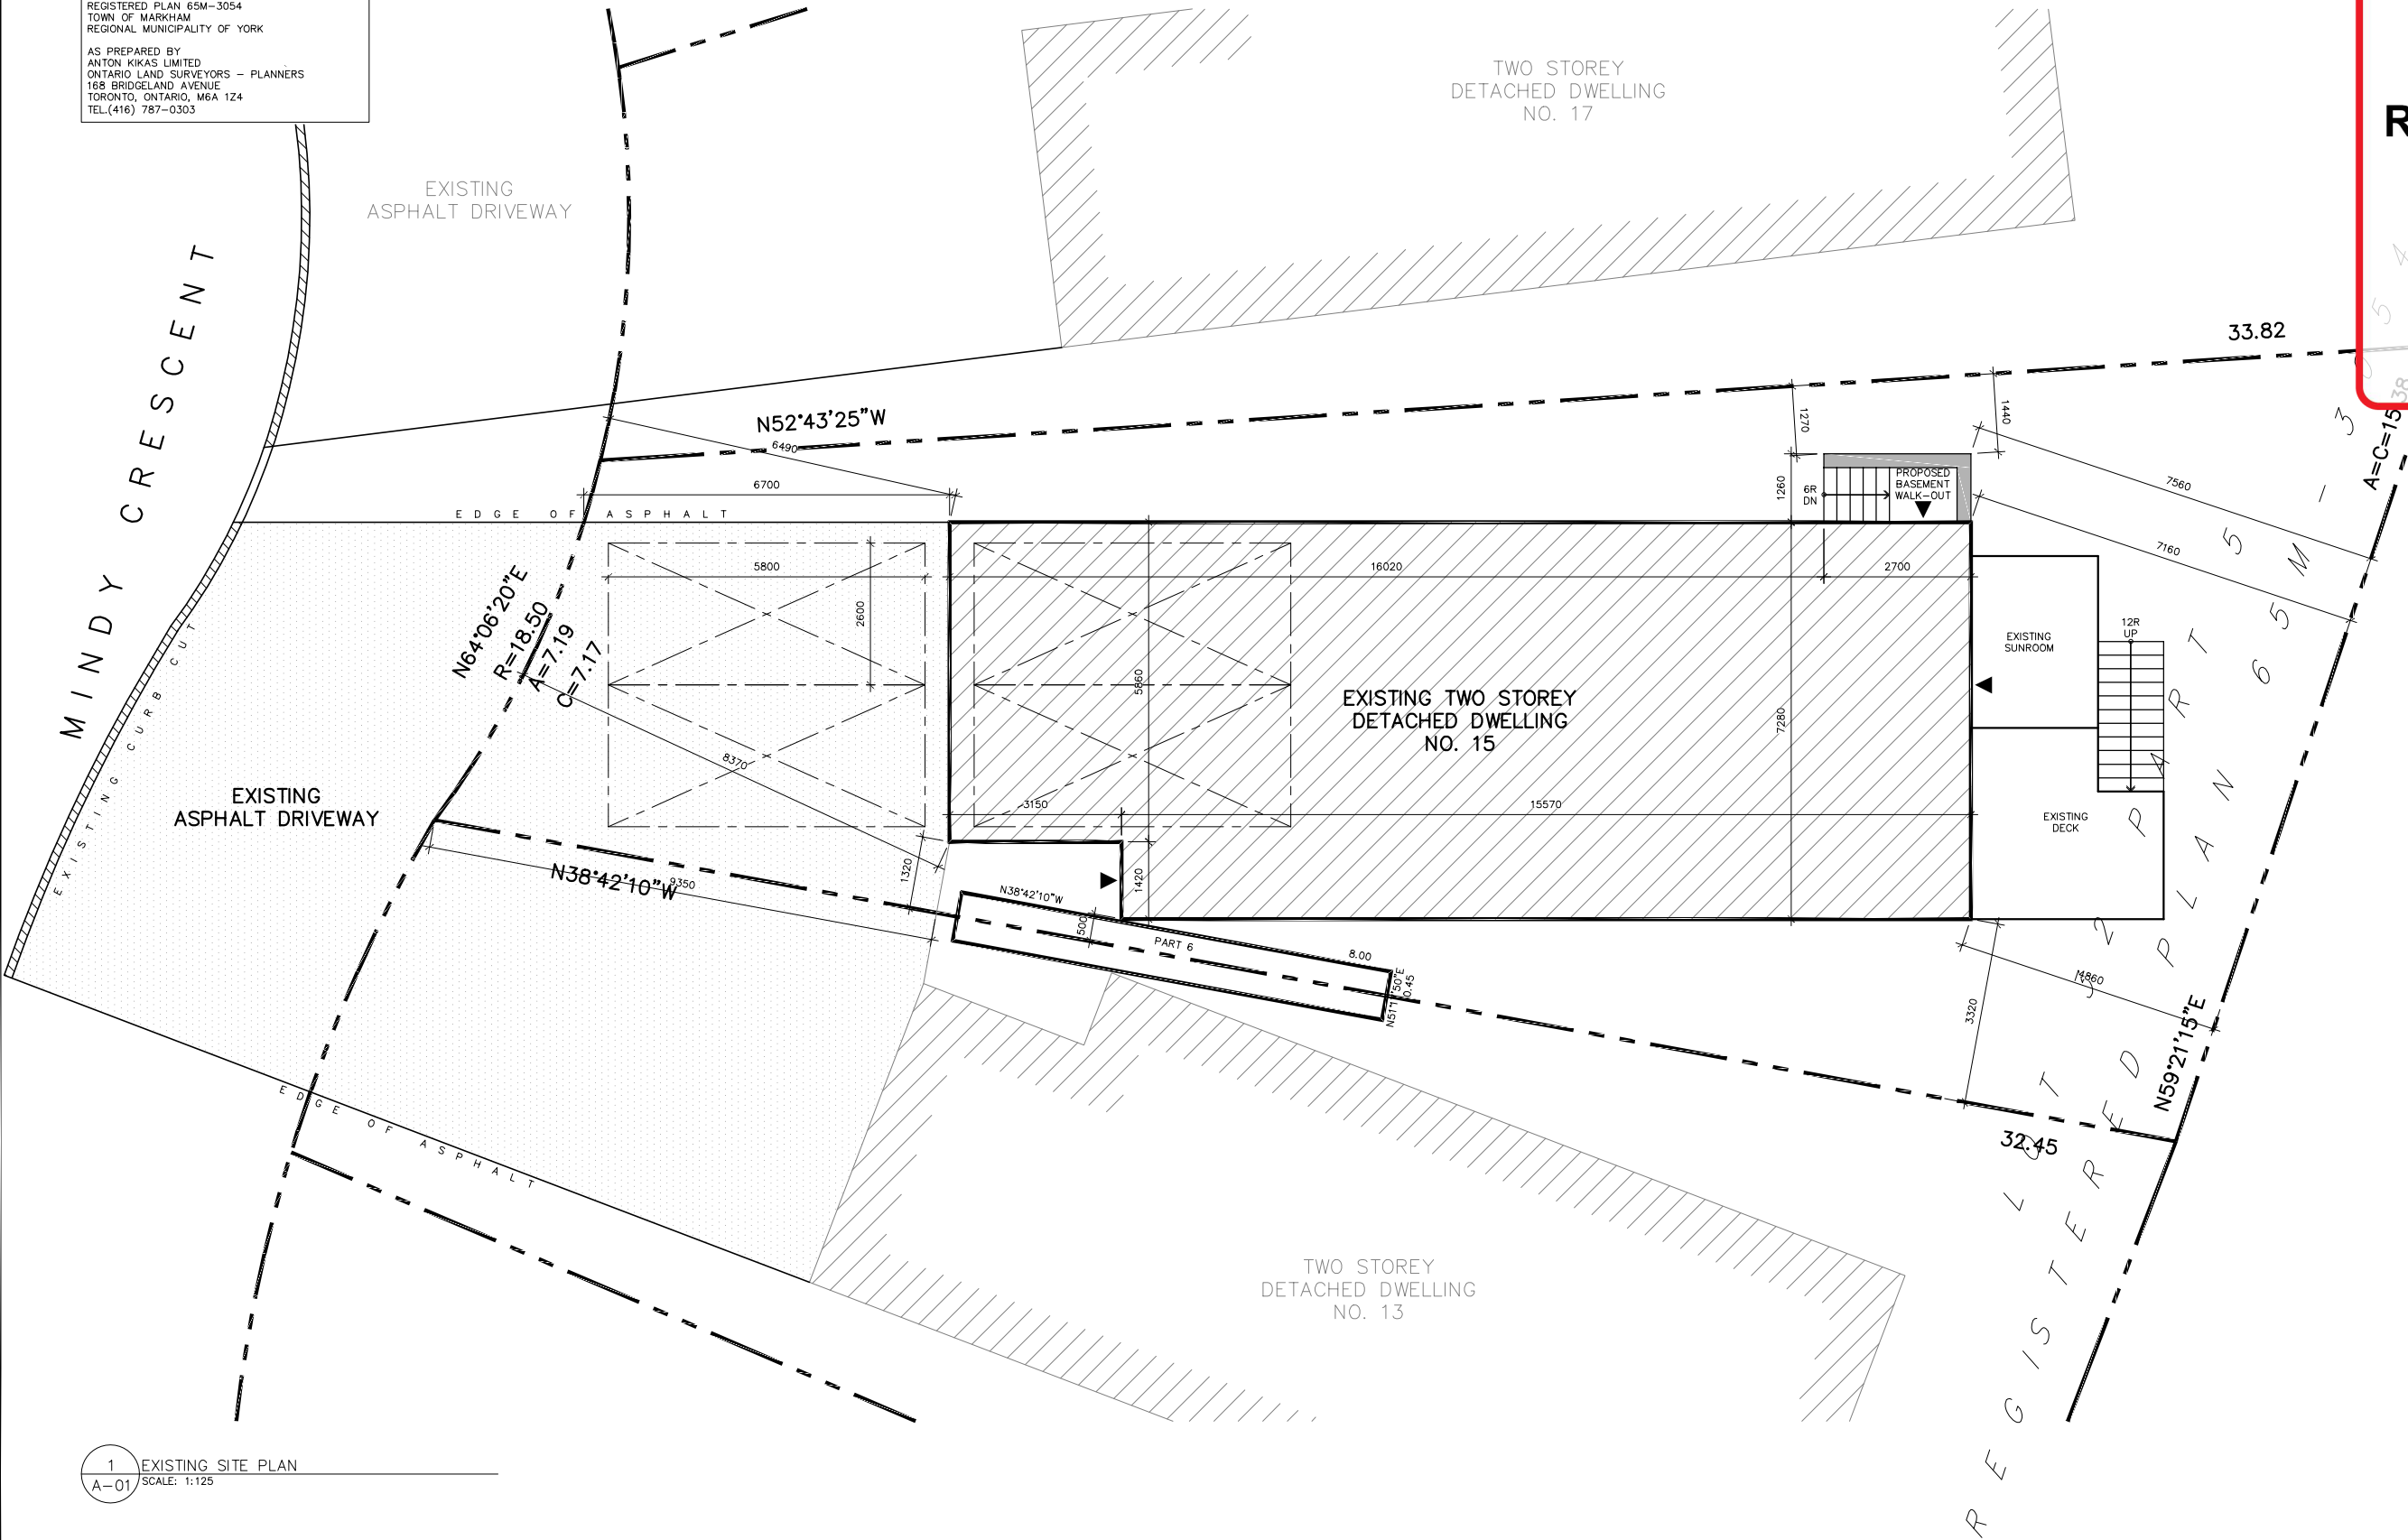 REGISTERED PLAN 65M-3054
TOWN OF MARKHAM
REGIONAL MUNICIPALITY OF YORK
AS PREPARED BY
ANTON KIKAS LIMITED
ONTARIO LAND SURVEYORS - PLANNERS
168 BRIDGELAND AVENUE
TORONTO, ONTARIO, M6A 1Z4
TEL.(416) 787-0303
TWO STOREY
DETACHED DWELLING
NO. 17
R
EXISTING
ASPHALT DRIVEWAY
MINDY CRESCENT
33.82
N52°43'25"W
6490
6700
1270
1440
1260
6R
DN
PROPOSED
BASEMENT
WALK-OUT
7560
7160
A=C=15.38
EDGE OF ASPHALT
5800
2600
16020
2700
N64°06'20"E
R=18.50
A=7.19
C=7.17
5860
7280
EXISTING TWO STOREY
DETACHED DWELLING
NO. 15
EXISTING
SUNROOM
12R
UP
EXISTING CURB CUT
8370
3150
15570
EXISTING
ASPHALT DRIVEWAY
EXISTING
DECK
1320
1420
N38°42'10"W
9350
N38°42'10"W
500
PART 6
8.00
0.45
4860
3320
N59°21'15"E
32.45
EDGE OF ASPHALT
TWO STOREY
DETACHED DWELLING
NO. 13
REGISTERED PLAN 65M-3054
1
A-01
EXISTING SITE PLAN
SCALE: 1:125